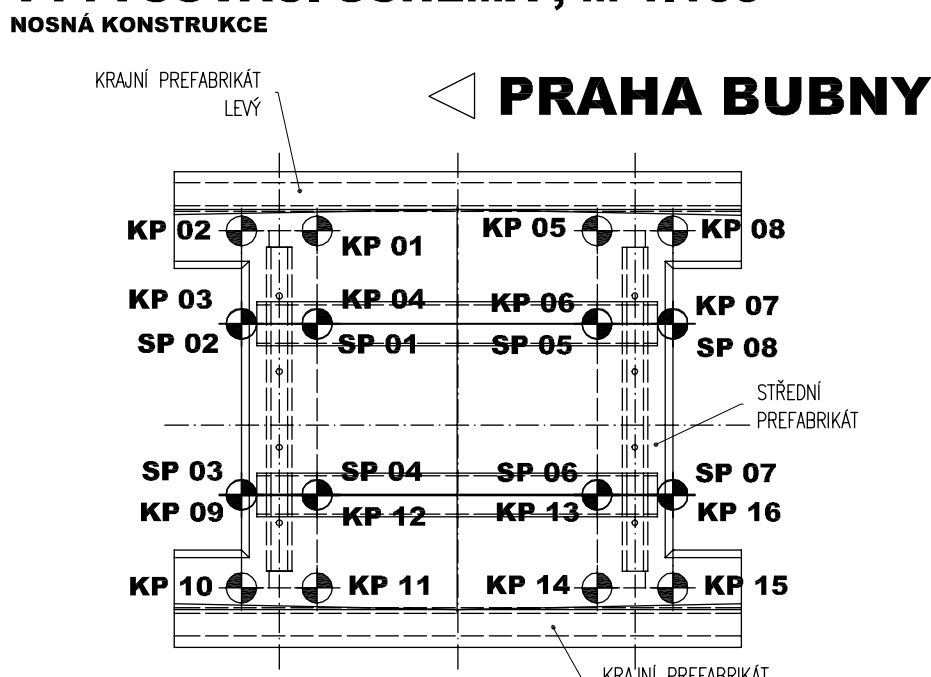 NOSNÁ KONSTRUKCE
KRAJNÍ PREFABRIKÁT
LEVÝ
PRAHA BUBNY
KP 02
KP 01
KP 05
KP 08
KP 03
KP 04
KP 06
KP 07
SP 02
SP 01
SP 05
SP 08
STŘEDNÍ
PREFABRIKÁT
SP 03
SP 04
SP 06
SP 07
KP 09
KP 12
KP 13
KP 16
KP 10
KP 11
KP 14
KP 15
KRAJNÍ PREFABRIKÁT